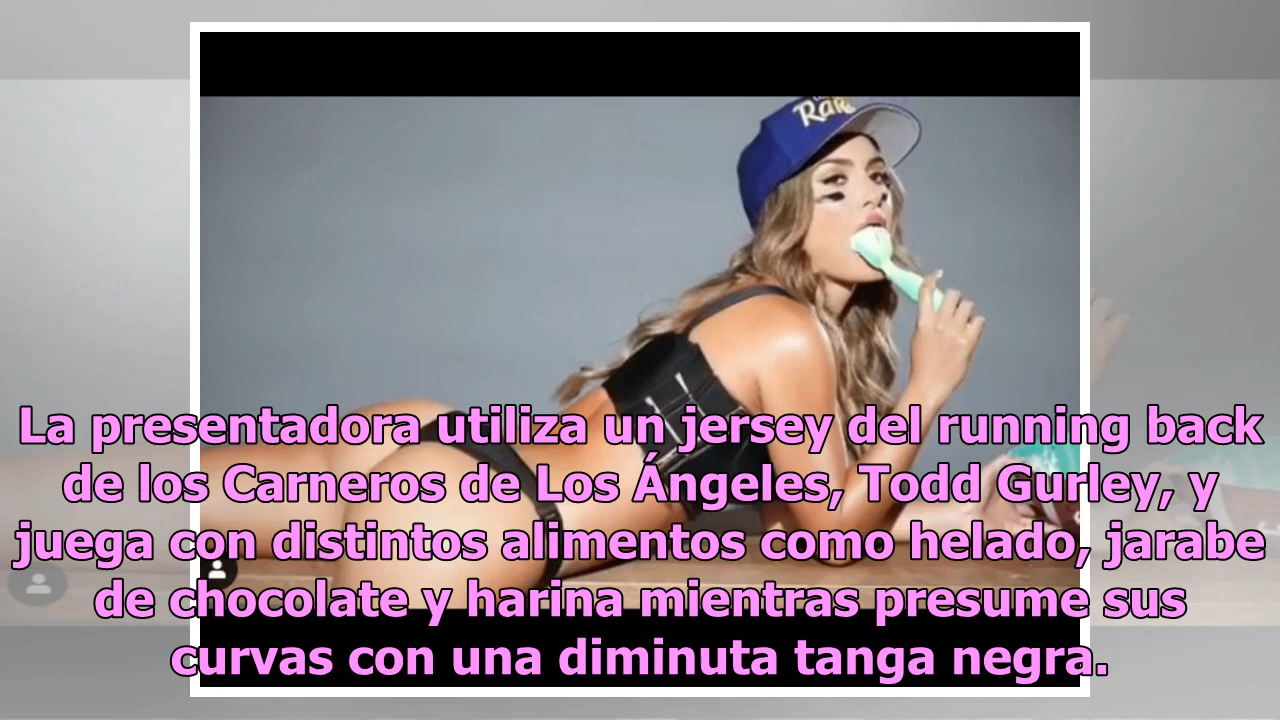 Ram
La presentadora utiliza un jersey del running back
de los Carneros de Los Ángeles, Todd Gurley, y
juega con distintos alimentos como helado, jarabe
de chocolate y harina mientras presume sus
curvas con una diminuta tanga negra.